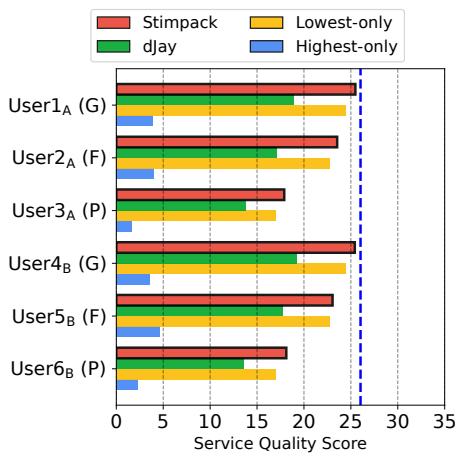 Stimpack
Lowest-only
dJay
Highest-only
User1A (G)
User2A (F)
User3A (P)
User4B (G)
User5B (F)
User6B (P)
0 5 10 15 20 25 30 35
Service Quality Score